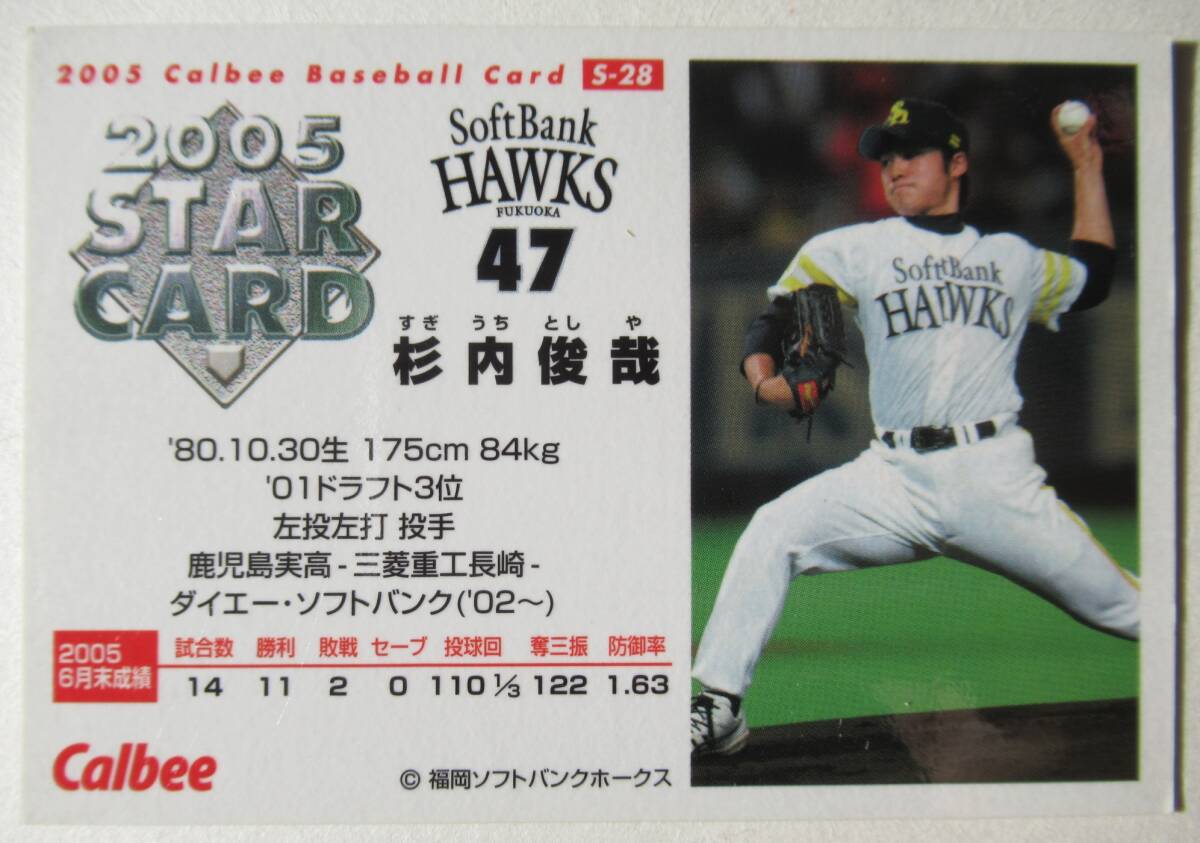 2005 Calbee Baseball Card S-28
2005
STAR
CARD
SoftBank
HAWKS
FUKUOKA
47
すぎ うち とし や
杉内俊哉
'80.10.30生 175cm 84kg
'01ドラフト3位
左投左打 投手
鹿児島実高-三菱重工長崎-
ダイエー・ソフトバンク('02～)
2005
6月末成績
試合数 勝利 敗戦 セーブ 投球回 奪三振 防御率
14 11 2 0 110 1/3 122 1.63
Calbee
© 福岡ソフトバンクホークス
SoftBank
HAWKS